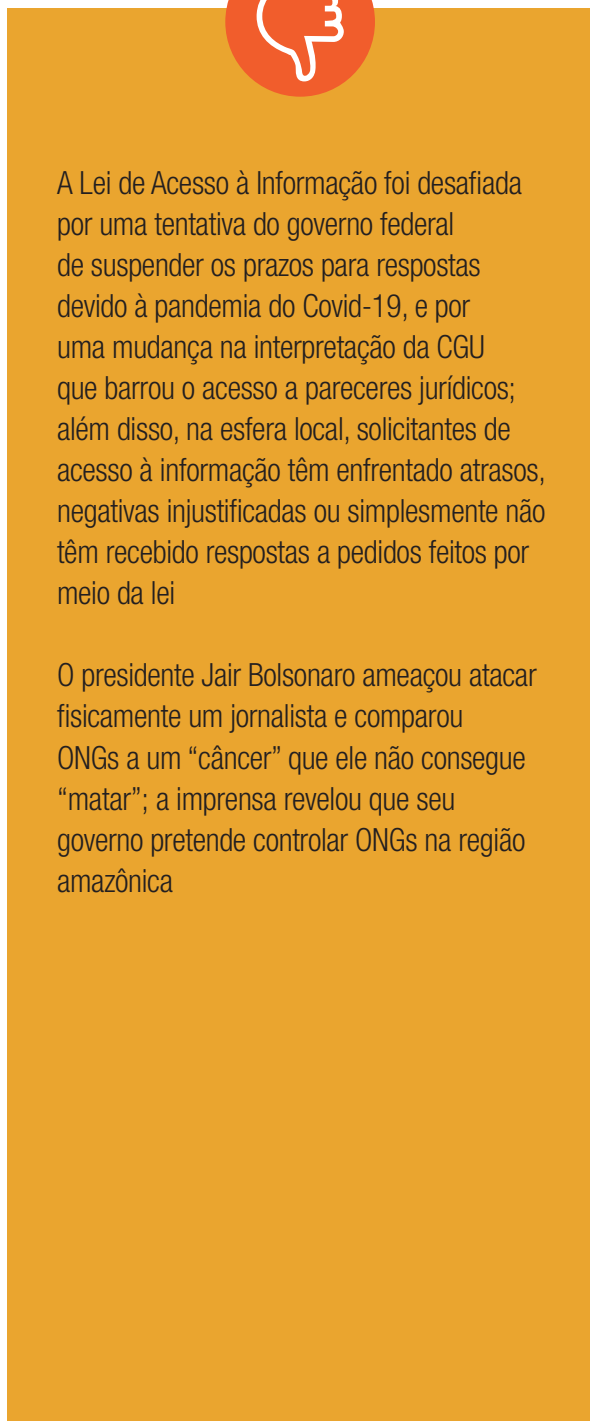 A Lei de Acesso à Informação foi desafiada
por uma tentativa do governo federal
de suspender os prazos para respostas
devido à pandemia do Covid-19, e por
uma mudança na interpretação da CGU
que barrou o acesso a pareceres jurídicos;
além disso, na esfera local, solicitantes de
acesso à informação têm enfrentado atrasos,
negativas injustificadas ou simplesmente não
têm recebido respostas a pedidos feitos por
meio da lei
O presidente Jair Bolsonaro ameaçou atacar
fisicamente um jornalista e comparou
ONGs a um “câncer” que ele não consegue
“matar”; a imprensa revelou que seu
governo pretende controlar ONGs na região
amazônica